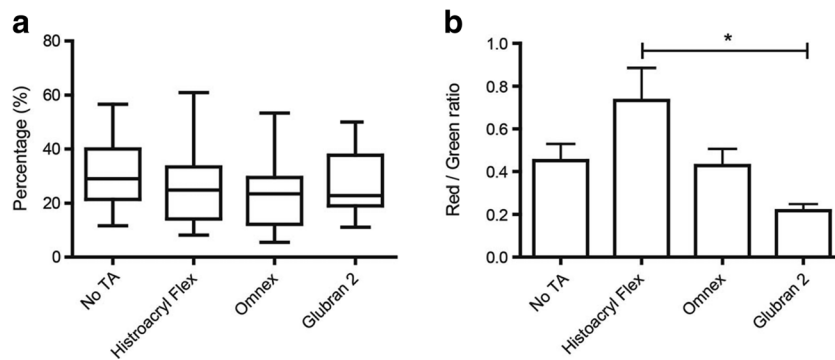 a
Percentage (%)
80
60
40
20
0
No TA
Histroacryl Flex
Omnex
Glubran 2
b
Red / Green ratio
1.0
0.8
0.6
0.4
0.2
0.0
*
No TA
Histoacryl Flex
Omnex
Glubran 2